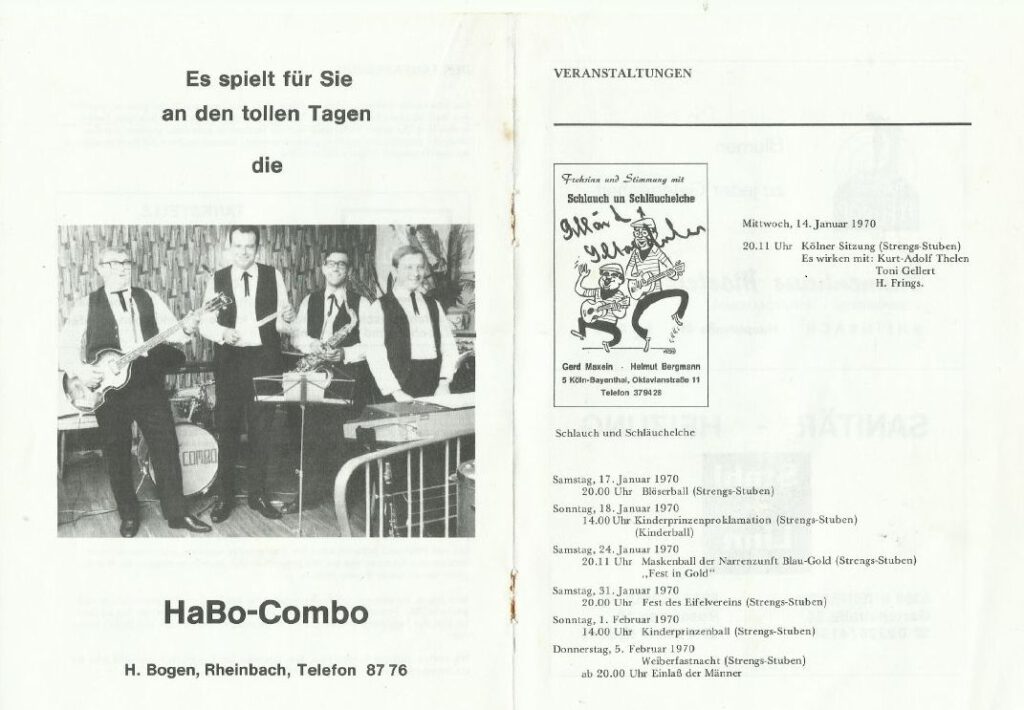 Es spielt für Sie
an den tollen Tagen
die
COMBO
HaBo-Combo
H. Bogen, Rheinbach, Telefon 87 76
VERANSTALTUNGEN
Frohsinn und Stimmung mit
Schlauch un Schläuchelche
Gerd Maxein - Helmut Bergmann
5 Köln-Bayenthal, Oktavianstraße 11
Telefon 379428
Schlauch und Schläuchelche
Mittwoch, 14. Januar 1970
20.11 Uhr Kölner Sitzung (Strengs-Stuben)
Es wirken mit: Kurt-Adolf Thelen
Toni Gellert
H. Frings.
Samstag, 17. Januar 1970
20.00 Uhr Blöserball (Strengs-Stuben)
Sonntag, 18. Januar 1970
14.00 Uhr Kinderprinzenproklamation (Strengs-Stuben)
(Kinderball)
Samstag, 24. Januar 1970
20.11 Uhr Maskenball der Narrenzunft Blau-Gold (Strengs-Stuben)
„Fest in Gold“
Samstag, 31. Januar 1970
20.00 Uhr Fest des Eifelvereins (Strengs-Stuben)
Sonntag, 1. Februar 1970
14.00 Uhr Kinderprinzenball (Strengs-Stuben)
Donnerstag, 5. Februar 1970
Weiberfastnacht (Strengs-Stuben)
ab 20.00 Uhr Einlaß der Männer